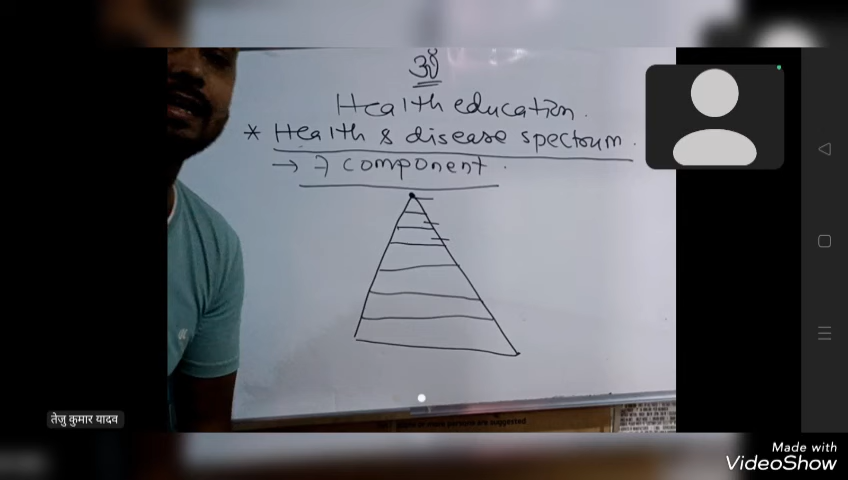 ॐ
Health education.
* Health & disease spectrum.
→ 7 component.
तेजु कुमार यादव
Made with
VideoShow